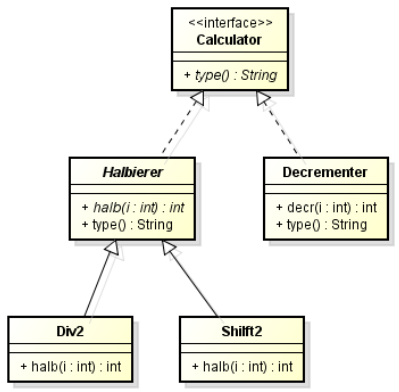 <<interface>>
Calculator
+ type() : String
Halbierer
+ halb(i : int) : int
+ type() : String
Decrementer
+ decr(i : int) : int
+ type() : String
Div2
+ halb(i : int) : int
Shilft2
+ halb(i : int) : int